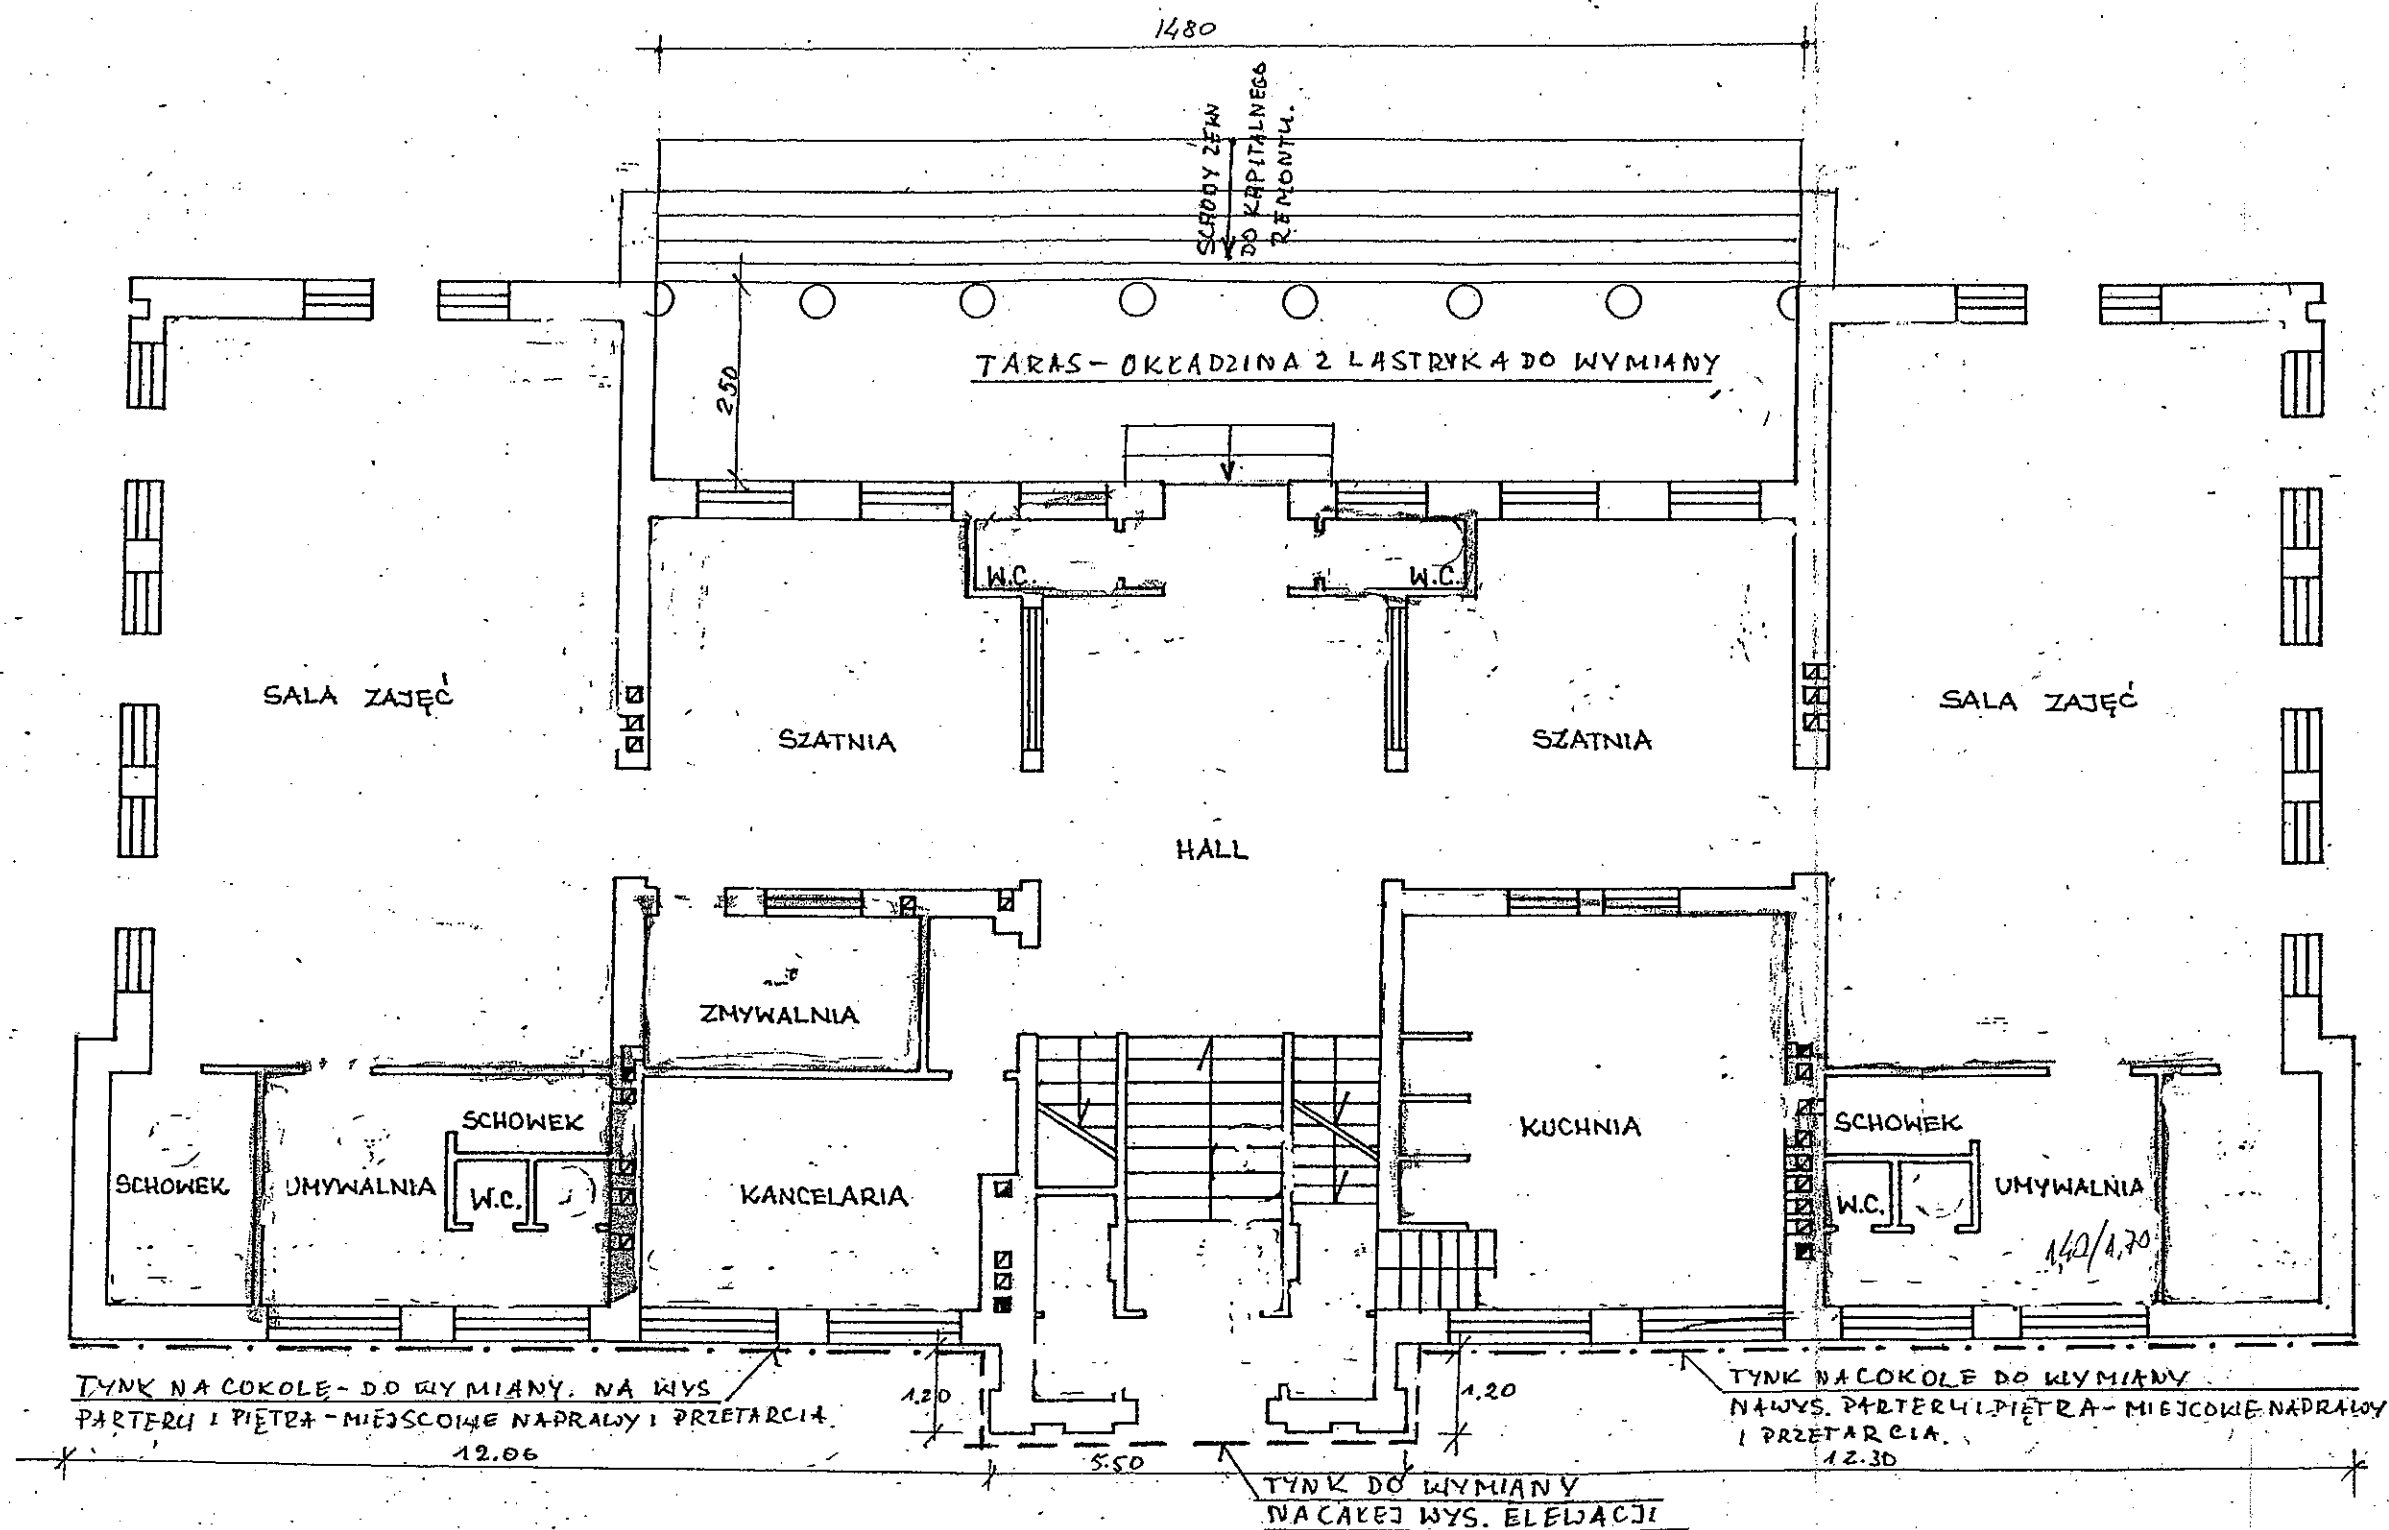 1480
SCHODY ZEWN
DO KAPITALNEGO
REMONTU.
TARAS - OKŁADZINA Z LASTRYKA DO WYMIANY
250
W.C.
W.C.
SALA ZAJĘĆ
SZATNIA
SZATNIA
SALA ZAJĘĆ
HALL
ZMYWALNIA
SCHOWEK
KUCHNIA
SCHOWEK
SCHOWEK
UMYWALNIA
W.C.
KANCELARIA
W.C.
UMYWALNIA
1,40/1,70
TYNK NA COKOLE - DO WYMIANY. NA WYS
PARTERU I PIĘTRA - MIEJSCOWE NAPRAWY I PRZETARCIA.
1,20
1,20
TYNK NA COKOLE DO WYMIANY
NA WYS. PARTERU I PIĘTRA - MIEJCOWE NAPRAWY
I PRZETARCIA.
12.06
5.50
12.30
TYNK DO WYMIANY
NA CAŁEJ WYS. ELEWACJI